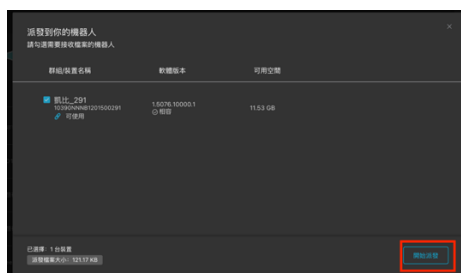 派發到你的機器人
請勾選需要接收檔案的機器人
群組/裝置名稱 軟體版本 可用空間
凱比_291 1.5076.10000.1 11.53 GB
10390NNNB1201500291 相容
可使用
已選擇: 1 台裝置
派發檔案大小: 121.17 KB
開始派發